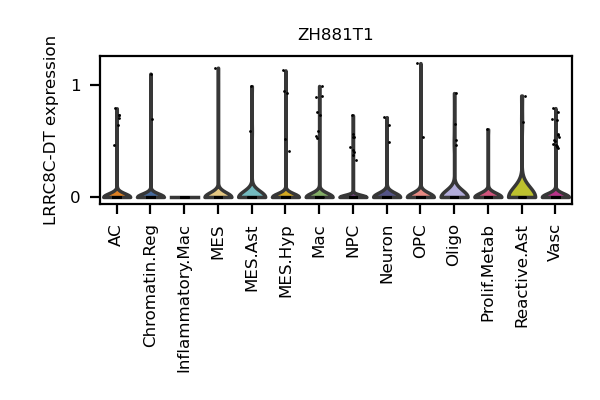 ZH881T1
LRRC8C-DT expression
1
0
AC
Chromatin.Reg
Inflammatory.Mac
MES
MES.Ast
MES.Hyp
Mac
NPC
Neuron
OPC
Oligo
Prolif.Metab
Reactive.Ast
Vasc